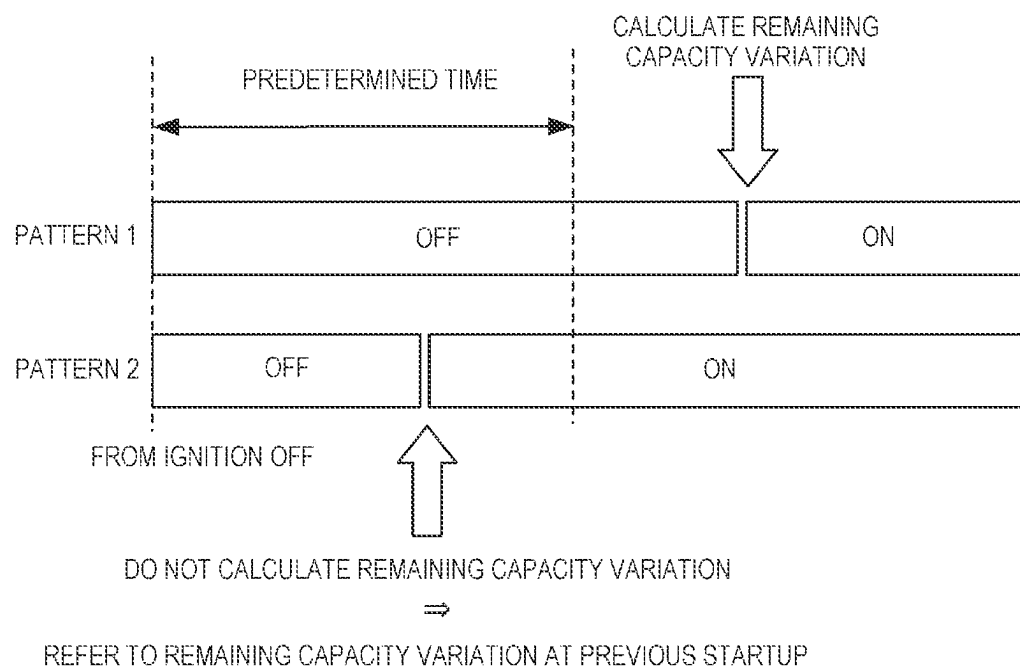 CALCULATE REMAINING
CAPACITY VARIATION
PREDETERMINED TIME
PATTERN 1
OFF
ON
PATTERN 2
OFF
ON
FROM IGNITION OFF
DO NOT CALCULATE REMAINING CAPACITY VARIATION
⇒
REFER TO REMAINING CAPACITY VARIATION AT PREVIOUS STARTUP